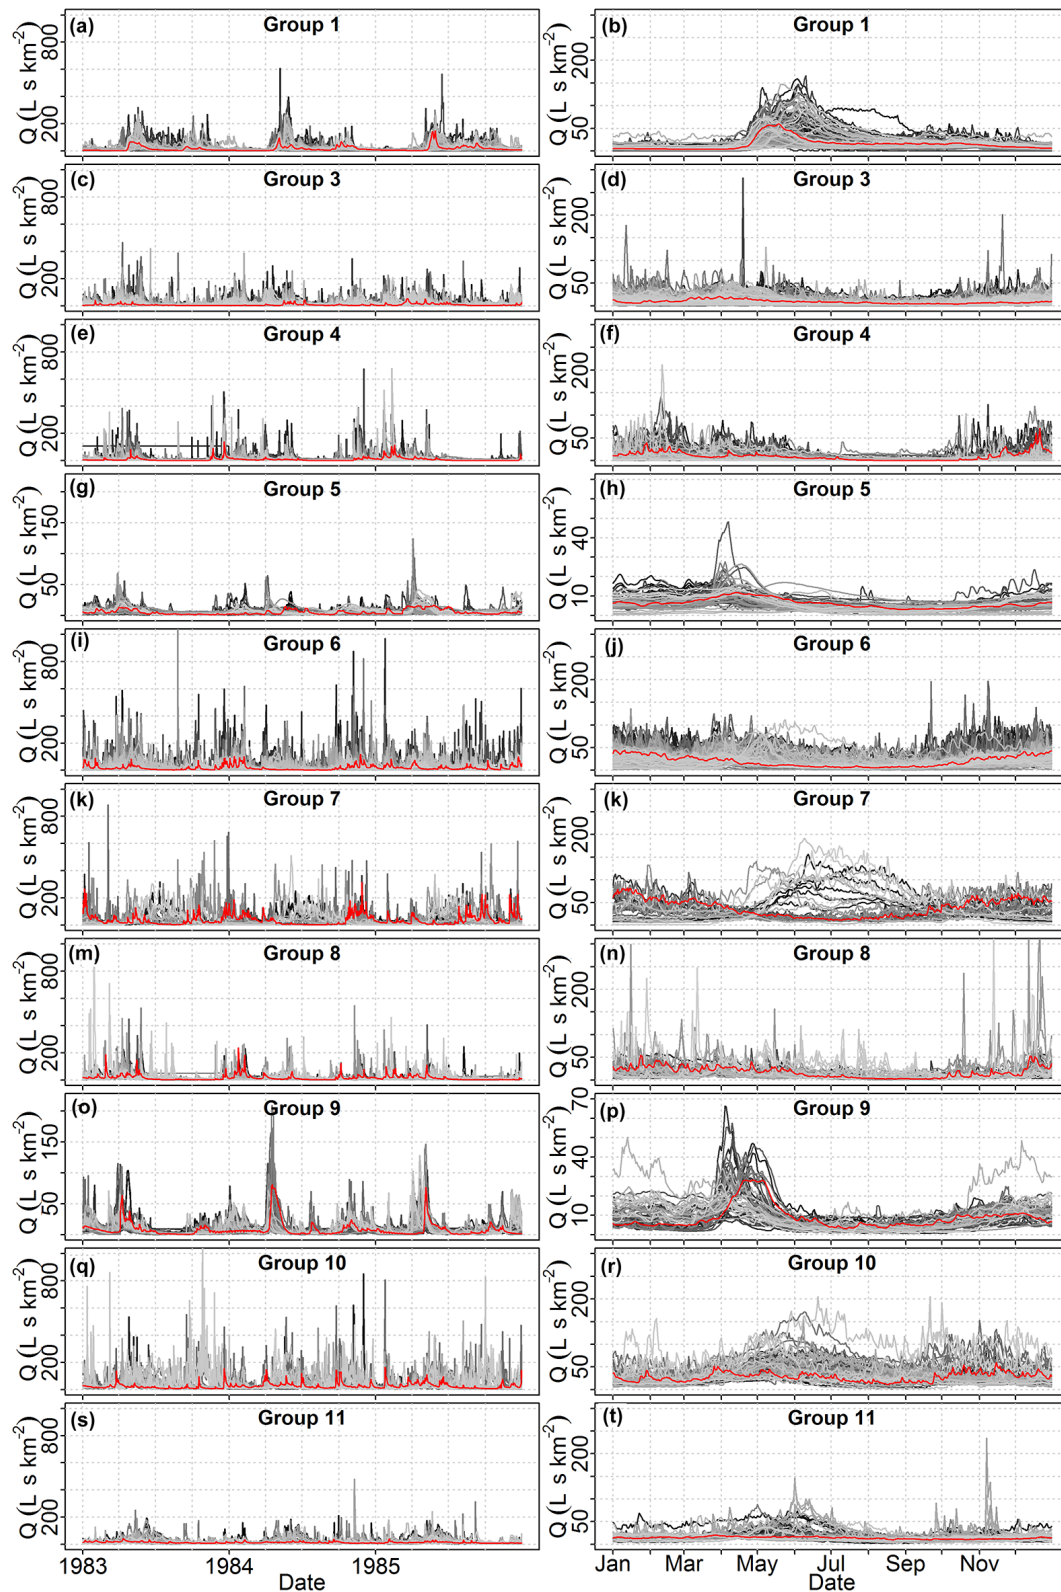 (a) Group 1
Q (L s km⁻²)
200 800
(b) Group 1
Q (L s km⁻²)
50 200
(c) Group 3
Q (L s km⁻²)
200 800
(d) Group 3
Q (L s km⁻²)
50 200
(e) Group 4
Q (L s km⁻²)
200 800
(f) Group 4
Q (L s km⁻²)
50 200
(g) Group 5
Q (L s km⁻²)
50 150
(h) Group 5
Q (L s km⁻²)
10 40
(i) Group 6
Q (L s km⁻²)
200 800
(j) Group 6
Q (L s km⁻²)
50 200
(k) Group 7
Q (L s km⁻²)
200 800
(k) Group 7
Q (L s km⁻²)
50 200
(m) Group 8
Q (L s km⁻²)
200 800
(n) Group 8
Q (L s km⁻²)
50 200
(o) Group 9
Q (L s km⁻²)
50 150
(p) Group 9
Q (L s km⁻²)
10 40 70
(q) Group 10
Q (L s km⁻²)
200 800
(r) Group 10
Q (L s km⁻²)
50 200
(s) Group 11
Q (L s km⁻²)
200 800
(t) Group 11
Q (L s km⁻²)
50 200
1983 1984 1985
Date
Jan Mar May Jul Sep Nov
Date